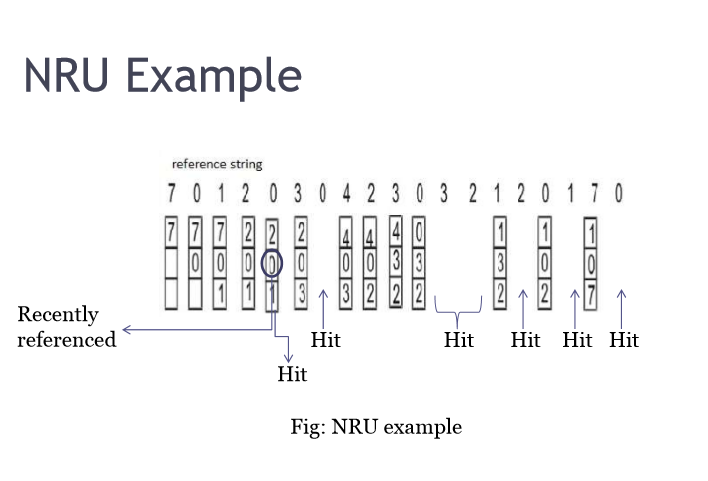 NRU Example
reference string
7 0 1 2 0 3 0 4 2 3 0 3 2 1 2 0 1 7 0
7 7 7 2 2 2 4 4 4 0 1 1 1
0 0 0 0 0 0 0 3 3 3 0 0
1 1 1 3 3 2 2 2 2 2 7
Recently
referenced
Hit Hit Hit Hit Hit
Hit
Fig: NRU example